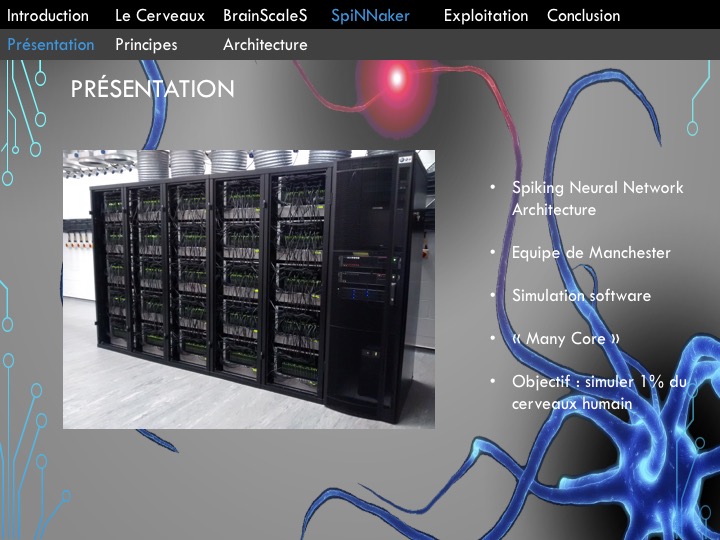 Introduction Le Cerveaux BrainScaleS SpiNNaker Exploitation Conclusion
Présentation Principes Architecture
PRÉSENTATION
• Spiking Neural Network
Architecture
• Equipe de Manchester
• Simulation software
• « Many Core »
• Objectif : simuler 1% du
cerveaux humain